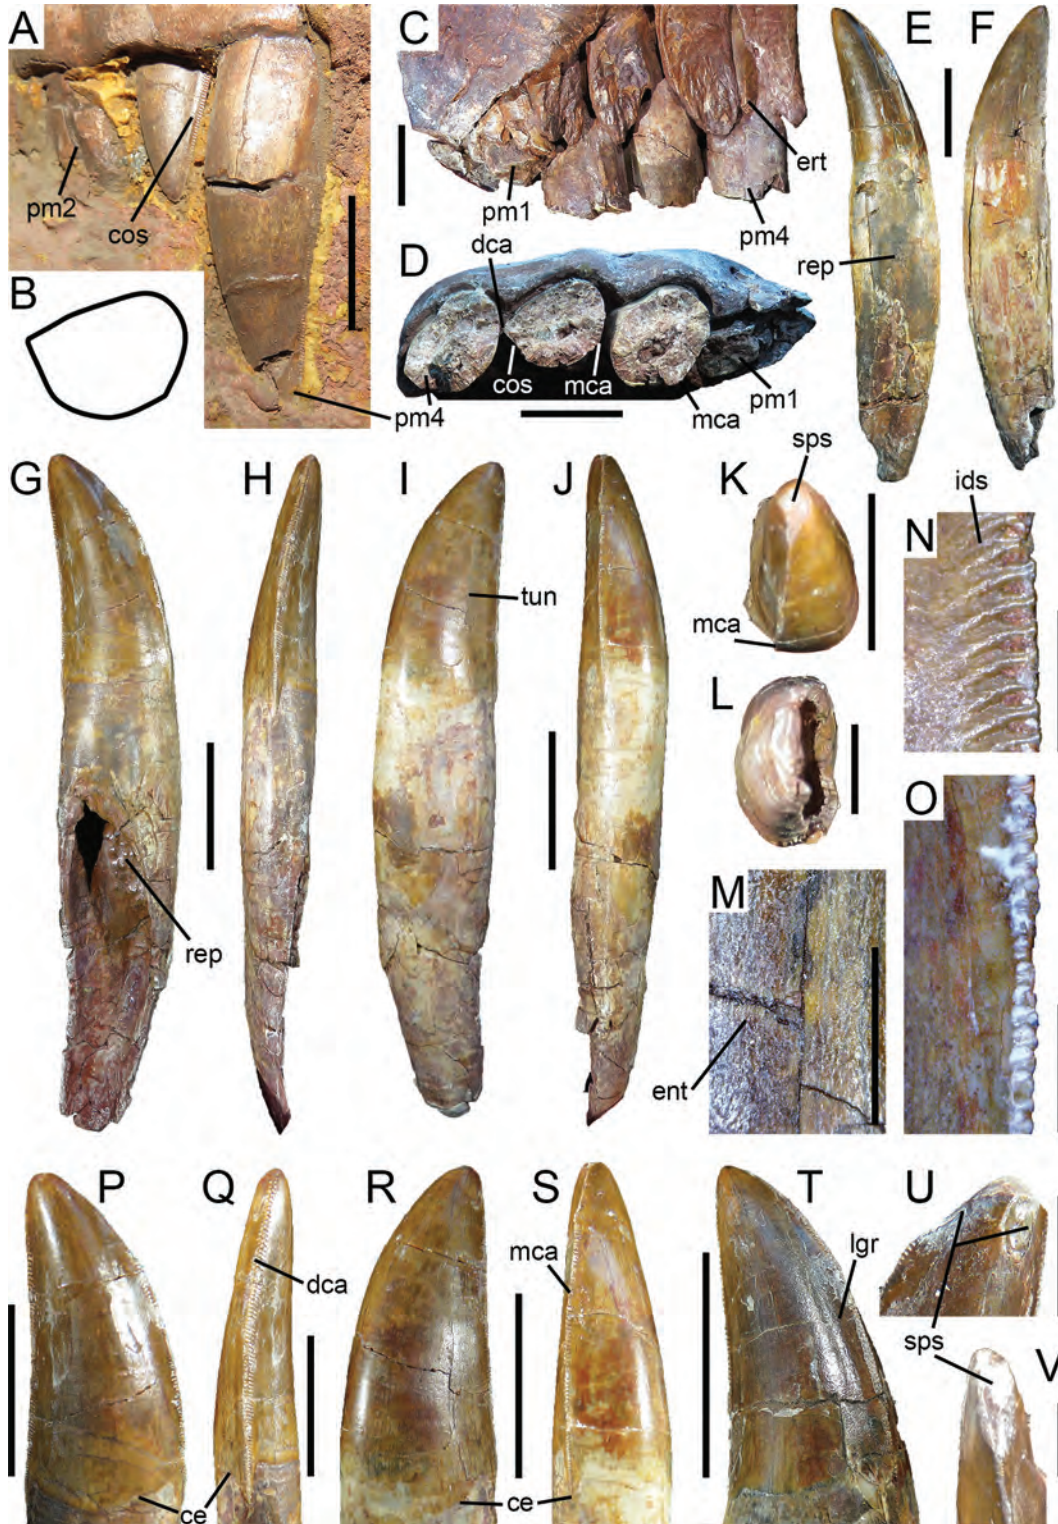 A
C
E
F
pm2
cos
ert
pm1
pm4
dca
B
D
rep
cos
mca
pm4
pm1
mca
sps
G
H
I
J
K
ids
N
tun
mca
L
O
rep
M
ent
P
Q
R
S
T
U
mca
lgr
dca
sps
V
ce
ce